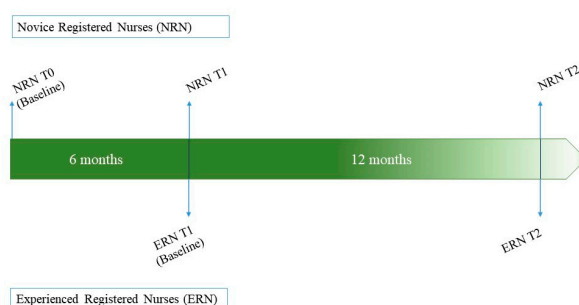 Novice Registered Nurses (NRN)
NRN T0
(Baseline)
NRN T1
NRN T2
6 months
12 months
ERN T1
(Baseline)
ERN T2
Experienced Registered Nurses (ERN)